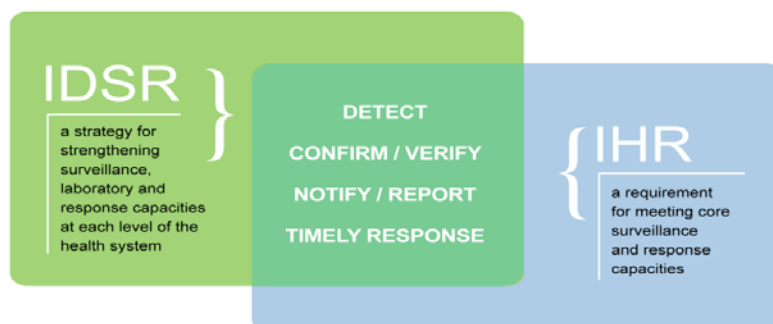 IDSR
a strategy for
strengthening
surveillance,
laboratory and
response capacities
at each level of the
health system
DETECT
CONFIRM / VERIFY
NOTIFY / REPORT
TIMELY RESPONSE
IHR
a requirement
for meeting core
surveillance
and response
capacities